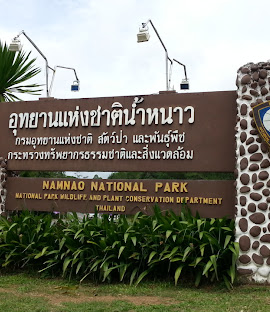 อุทยานแห่งชาติน้ำหนาว
กรมอุทยานแห่งชาติ สัตว์ป่า และพันธุ์พืช
กระทรวงทรัพยากรธรรมชาติและสิ่งแวดล้อม
NAMNAO NATIONAL PARK
NATIONAL PARK WILDLIFE AND PLANT CONSERVATION DEPARTMENT
THAILAND